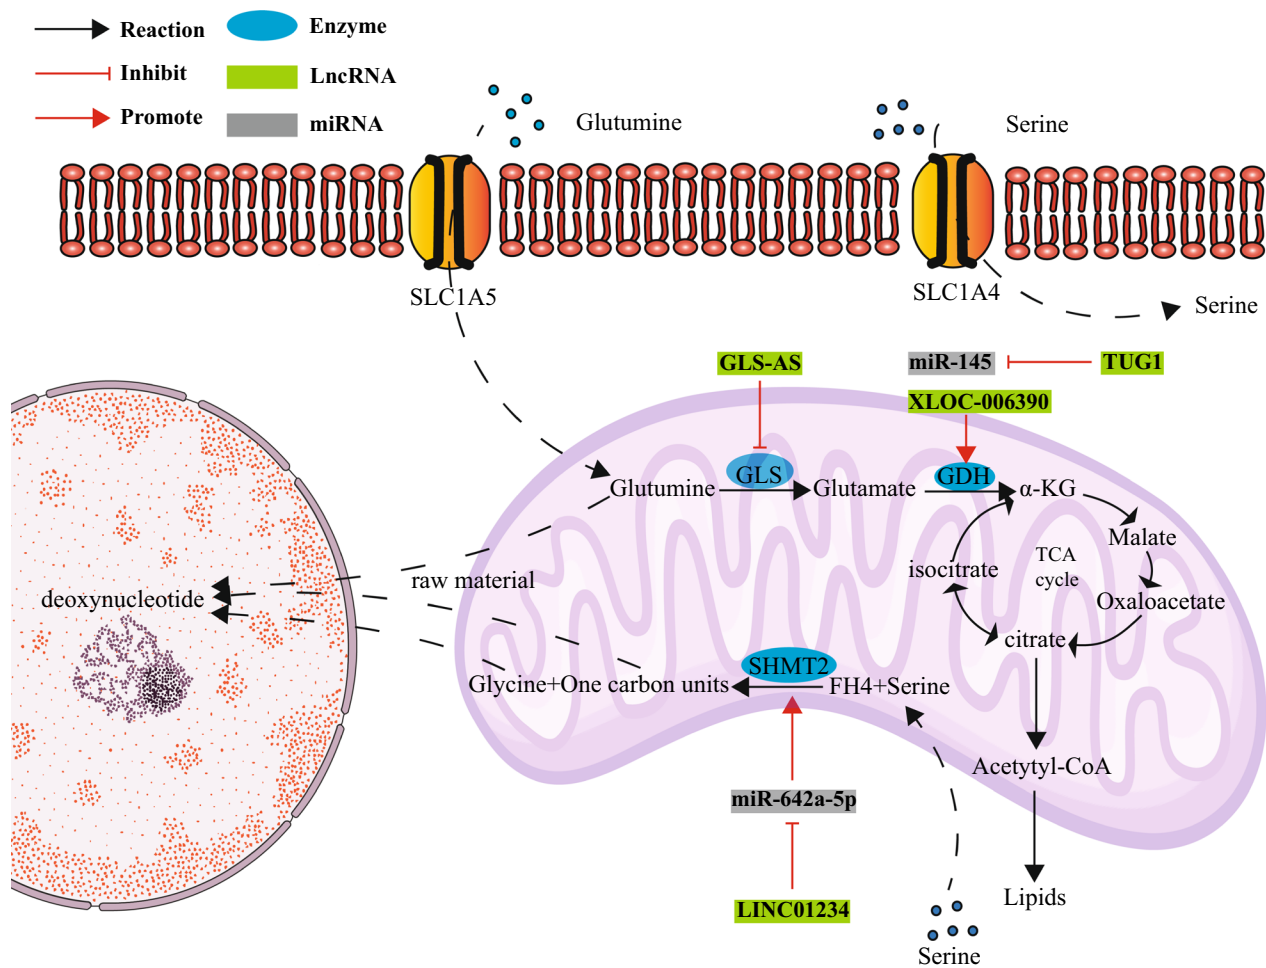 Reaction
Enzyme
Inhibit
LncRNA
Promote
miRNA
Glutumine
Serine
SLC1A5
SLC1A4
Serine
GLS-AS
miR-145
TUG1
XLOC-006390
GLS
GDH
Glutumine
Glutamate
α-KG
Malate
TCA
cycle
isocitrate
raw material
deoxynucleotide
Oxaloacetate
citrate
SHMT2
Glycine+One carbon units
FH4+Serine
Acetytyl-CoA
miR-642a-5p
Lipids
LINC01234
Serine